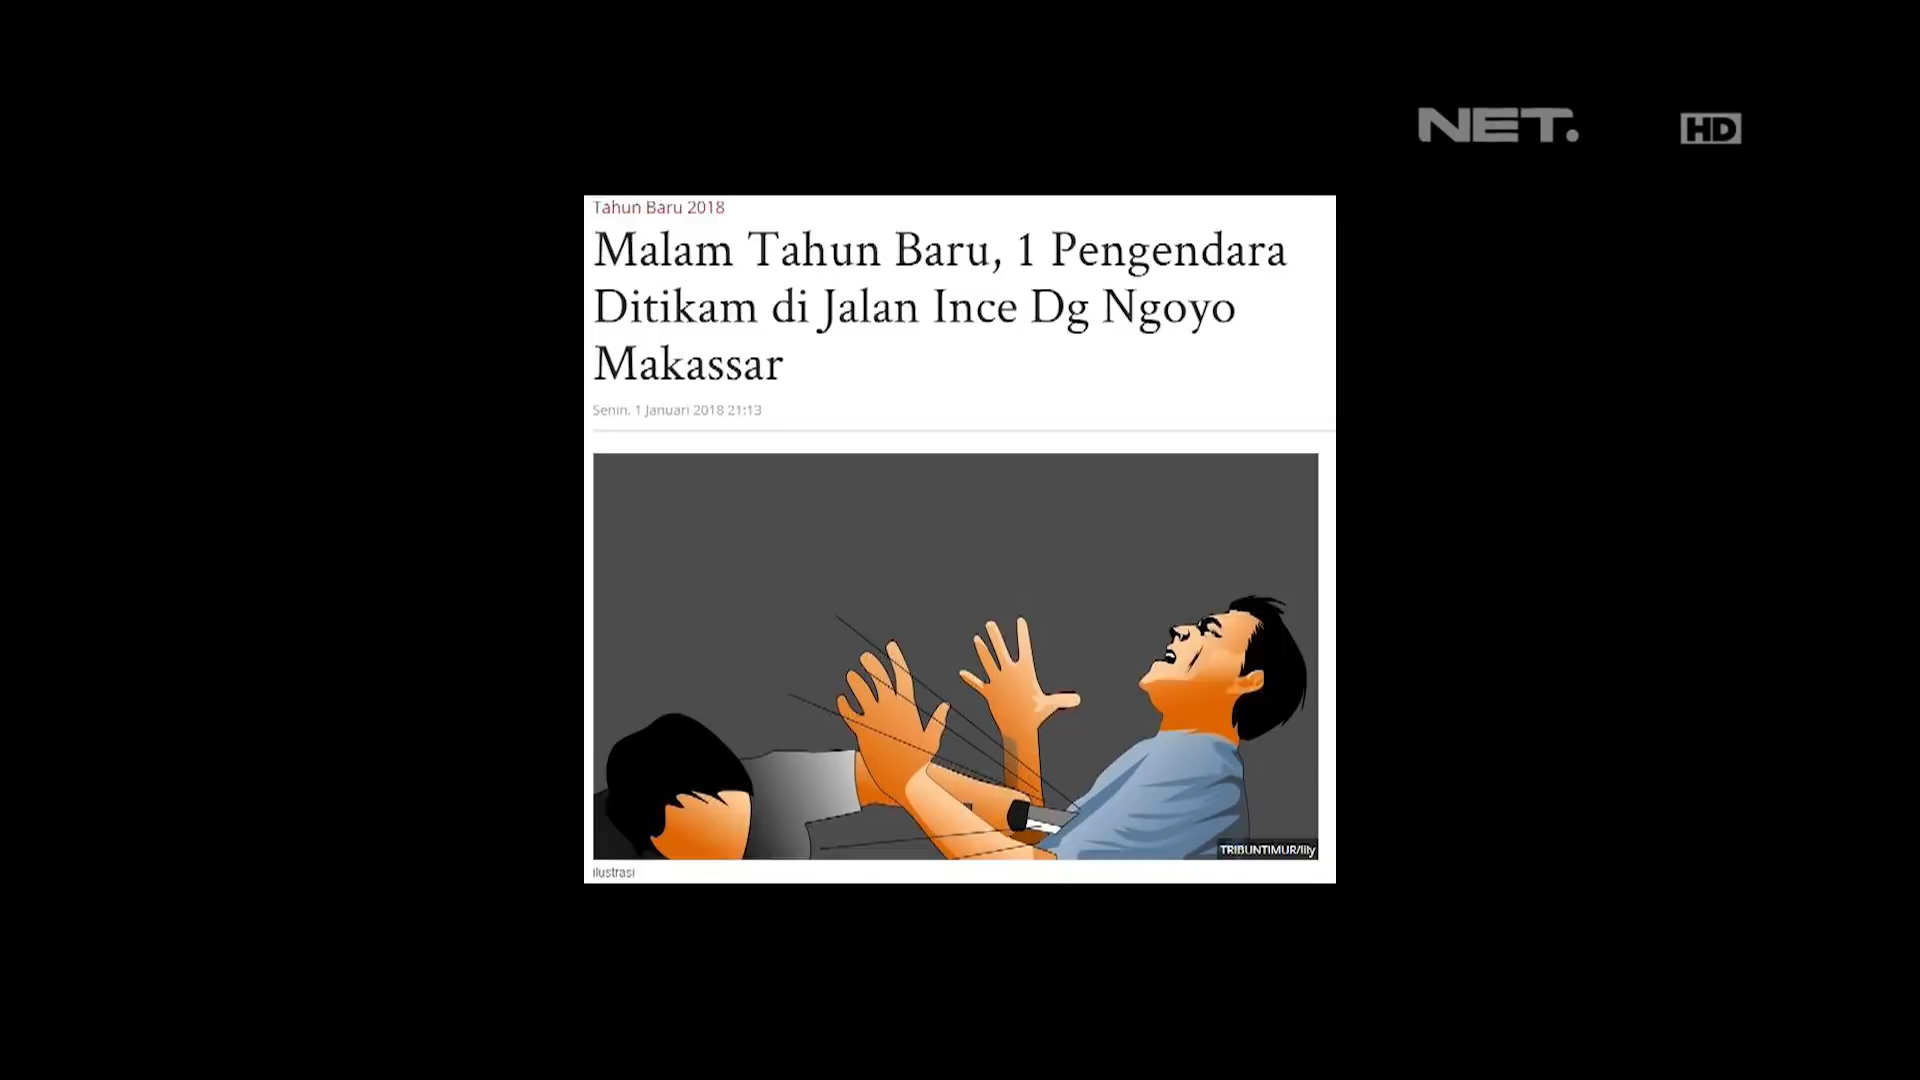 NET.
HD
Tahun Baru 2018
Malam Tahun Baru, 1 Pengendara
Ditikam di Jalan Ince Dg Ngoyo
Makassar
Senin, 1 Januari 2018 21:13
TRIBUNTIMUR/lily
ilustrasi